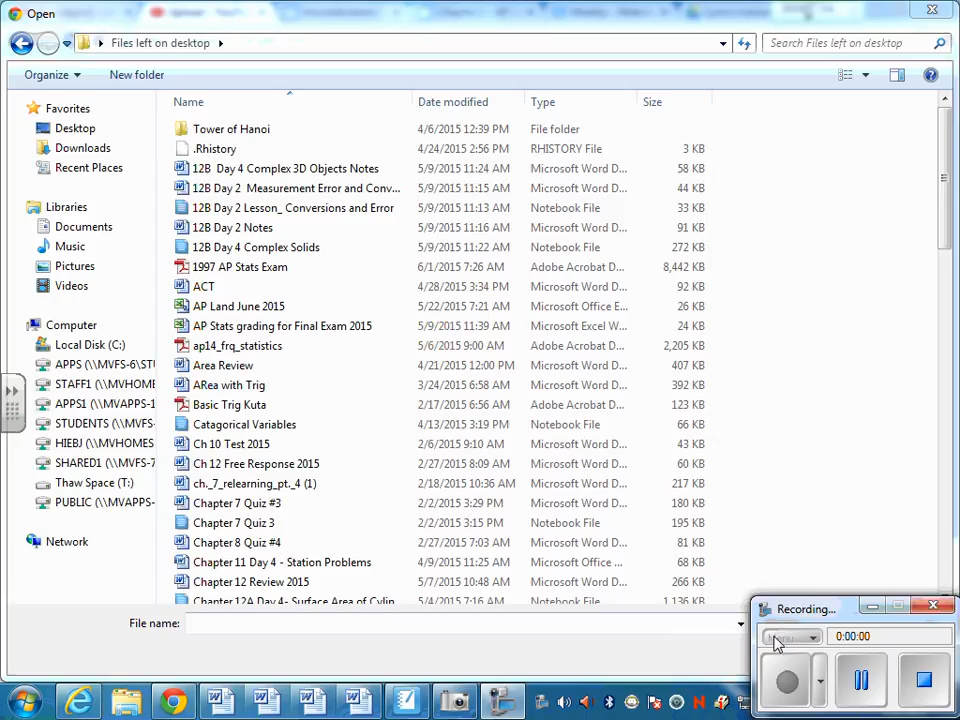 Open
Files left on desktop
Search Files left on desktop
Organize
New folder
Name
Date modified
Type
Size
Favorites
Desktop
Downloads
Recent Places
Libraries
Documents
Music
Pictures
Videos
Computer
Local Disk (C:)
APPS (\\MVFS-6\STU
STAFF1 (\\MVHOME
APPS1 (\\MVAPPS-1
STUDENTS (\\MVFS-
HIEBJ (\\MVHOMES
SHARED1 (\\MVFS-7
Thaw Space (T:)
PUBLIC (\\MVAPPS-
Network
Tower of Hanoi 4/6/2015 12:39 PM File folder
.Rhistory 4/24/2015 2:56 PM RHISTORY File 3 KB
12B  Day 4 Complex 3D Objects Notes 5/9/2015 11:24 AM Microsoft Word D... 58 KB
12B Day 2  Measurement Error and Conv... 5/9/2015 11:15 AM Microsoft Word D... 44 KB
12B Day 2 Lesson_ Conversions and Error 5/9/2015 11:13 AM Notebook File 33 KB
12B Day 2 Notes 5/9/2015 11:16 AM Microsoft Word D... 91 KB
12B Day 4 Complex Solids 5/9/2015 11:22 AM Notebook File 272 KB
1997 AP Stats Exam 6/1/2015 7:26 AM Adobe Acrobat D... 8,442 KB
ACT 4/28/2015 3:34 PM Microsoft Word D... 92 KB
AP Land June 2015 5/22/2015 7:21 AM Microsoft Office E... 26 KB
AP Stats grading for Final Exam 2015 5/9/2015 11:39 AM Microsoft Excel W... 24 KB
ap14_frq_statistics 5/6/2015 9:00 AM Adobe Acrobat D... 2,205 KB
Area Review 4/21/2015 12:00 PM Microsoft Word D... 407 KB
ARea with Trig 3/24/2015 6:58 AM Microsoft Word D... 392 KB
Basic Trig Kuta 2/17/2015 6:56 AM Adobe Acrobat D... 123 KB
Catagorical Variables 4/13/2015 3:19 PM Notebook File 66 KB
Ch 10 Test 2015 2/6/2015 9:10 AM Microsoft Word D... 43 KB
Ch 12 Free Response 2015 2/27/2015 8:09 AM Microsoft Word D... 60 KB
ch._7_relearning_pt._4 (1) 2/18/2015 10:36 AM Microsoft Word D... 217 KB
Chapter 7 Quiz #3 2/2/2015 3:29 PM Microsoft Word D... 180 KB
Chapter 7 Quiz 3 2/2/2015 3:15 PM Notebook File 195 KB
Chapter 8 Quiz #4 2/27/2015 7:03 AM Microsoft Word D... 81 KB
Chapter 11 Day 4 - Station Problems 4/9/2015 11:25 AM Microsoft Office ... 68 KB
Chapter 12 Review 2015 5/7/2015 10:48 AM Microsoft Word D... 266 KB
Chapter 12A Day 4- Surface Area of Cylin... 5/4/2015 7:16 AM Microsoft Word D... 1,136 KB
File name:
Recording...
Menu
0:00:00